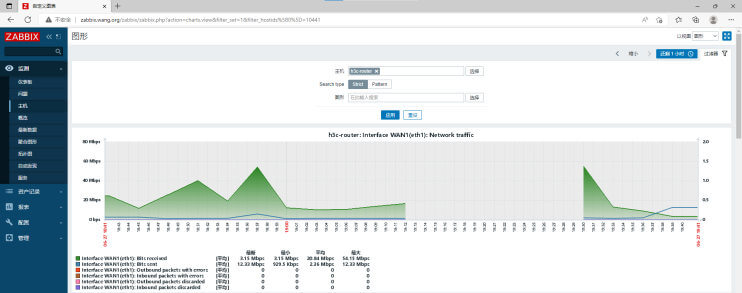 自定义图表
不安全 | zabbix.wang.org/zabbix/zabbix.php?action=charts.view&filter_set=1&filter_hostids%5B0%5D=10441
ZABBIX
图形
以视图 图形
缩小
最近 1 小时
过滤器
监测
仪表板
问题
主机
概览
最新数据
聚合图形
拓扑图
自动发现
服务
资产记录
报表
配置
管理
主机 h3c-router 选择
Search type Strict Pattern
图形 在此输入搜索 选择
应用 重设
h3c-router: Interface WAN1(eth1): Network traffic
80 Mbps
60 Mbps
40 Mbps
20 Mbps
0 bps
2.0
1.5
1.0
0.5
0
最新 最小 平均 最大
Interface WAN1(eth1): Bits received [平均] 3.15 Mbps 3.15 Mbps 20.84 Mbps 54.15 Mbps
Interface WAN1(eth1): Bits sent [平均] 12.33 Mbps 929.5 Kbps 2.26 Mbps 12.33 Mbps
Interface WAN1(eth1): Outbound packets with errors [平均] 0 0 0 0
Interface WAN1(eth1): Inbound packets with errors [平均] 0 0 0 0
Interface WAN1(eth1): Outbound packets discarded [平均] 0 0 0 0
Interface WAN1(eth1): Inbound packets discarded [平均] 0 0 0 0